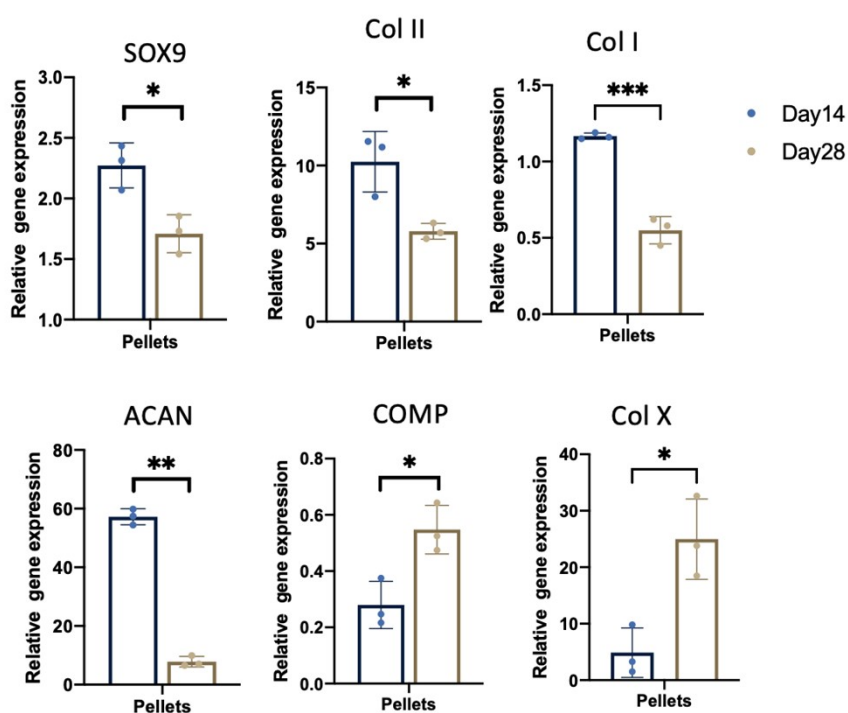 SOX9
Relative gene expression
3.0
2.5
2.0
1.5
1.0
*
Pellets
Col II
Relative gene expression
15
10
5
0
*
Pellets
Col I
Relative gene expression
1.5
1.0
0.5
0.0
***
Pellets
Day14
Day28
ACAN
Relative gene expression
80
60
40
20
0
**
Pellets
COMP
Relative gene expression
0.8
0.6
0.4
0.2
0.0
*
Pellets
Col X
Relative gene expression
40
30
20
10
0
*
Pellets